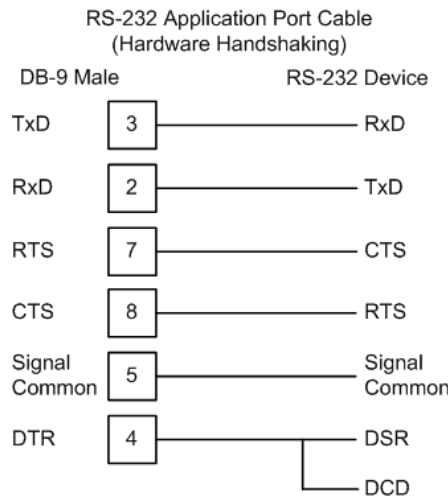 RS-232 Application Port Cable
(Hardware Handshaking)
DB-9 Male RS-232 Device
TxD 3 RxD
RxD 2 TxD
RTS 7 CTS
CTS 8 RTS
Signal Common 5 Signal Common
DTR 4 DSR
DCD